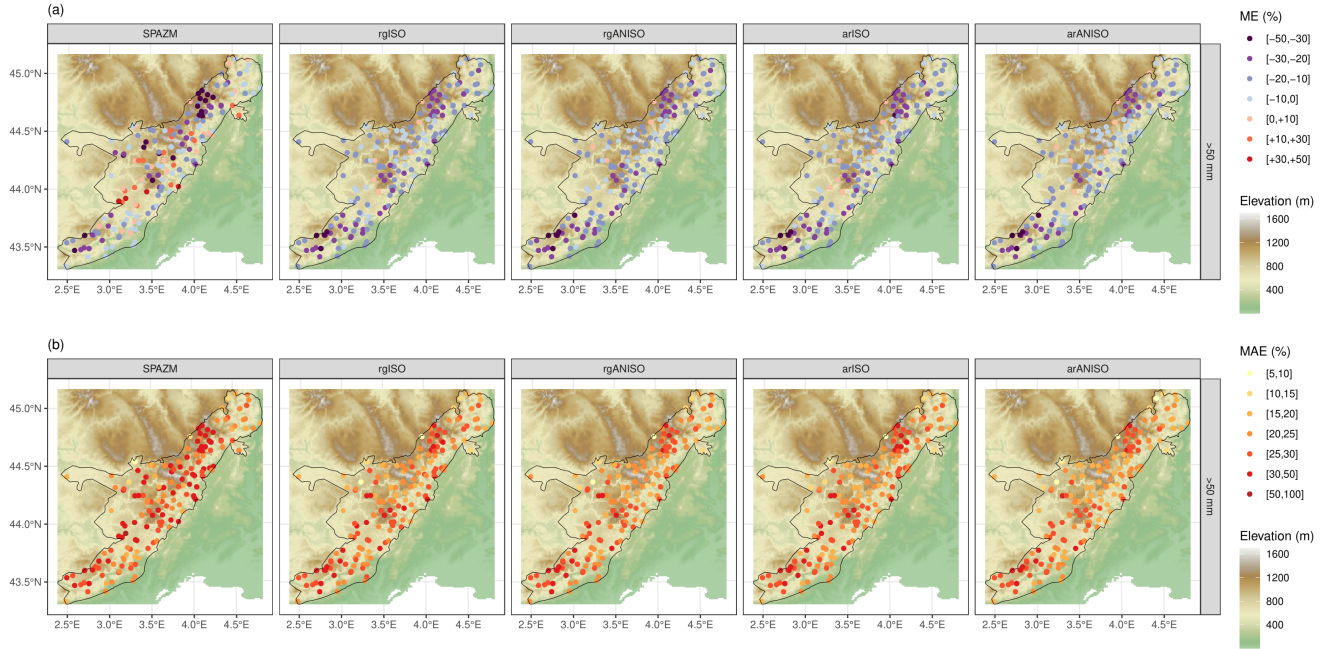 (a)
SPAZM rgISO rgANISO arISO arANISO
45.0°N
44.5°N
44.0°N
43.5°N
>50 mm
2.5°E 3.0°E 3.5°E 4.0°E 4.5°E 2.5°E 3.0°E 3.5°E 4.0°E 4.5°E 2.5°E 3.0°E 3.5°E 4.0°E 4.5°E 2.5°E 3.0°E 3.5°E 4.0°E 4.5°E 2.5°E 3.0°E 3.5°E 4.0°E 4.5°E
ME (%)
[−50,−30]
[−30,−20]
[−20,−10]
[−10,0]
[0,+10]
[+10,+30]
[+30,+50]
Elevation (m)
1600
1200
800
400
(b)
SPAZM rgISO rgANISO arISO arANISO
45.0°N
44.5°N
44.0°N
43.5°N
>50 mm
2.5°E 3.0°E 3.5°E 4.0°E 4.5°E 2.5°E 3.0°E 3.5°E 4.0°E 4.5°E 2.5°E 3.0°E 3.5°E 4.0°E 4.5°E 2.5°E 3.0°E 3.5°E 4.0°E 4.5°E 2.5°E 3.0°E 3.5°E 4.0°E 4.5°E
MAE (%)
[5,10]
[10,15]
[15,20]
[20,25]
[25,30]
[30,50]
[50,100]
Elevation (m)
1600
1200
800
400